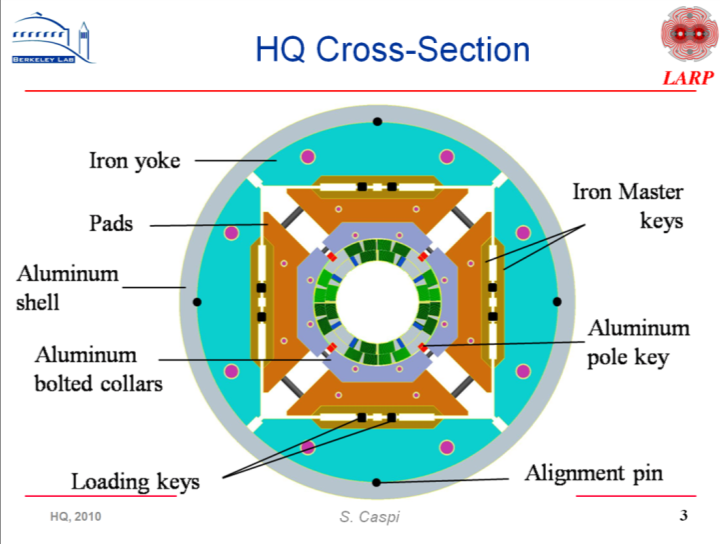 HQ Cross-Section
BERKELEY LAB
LARP
Iron yoke
Pads
Aluminum
shell
Aluminum
bolted collars
Loading keys
Iron Master
keys
Aluminum
pole key
Alignment pin
HQ, 2010
S. Caspi
3